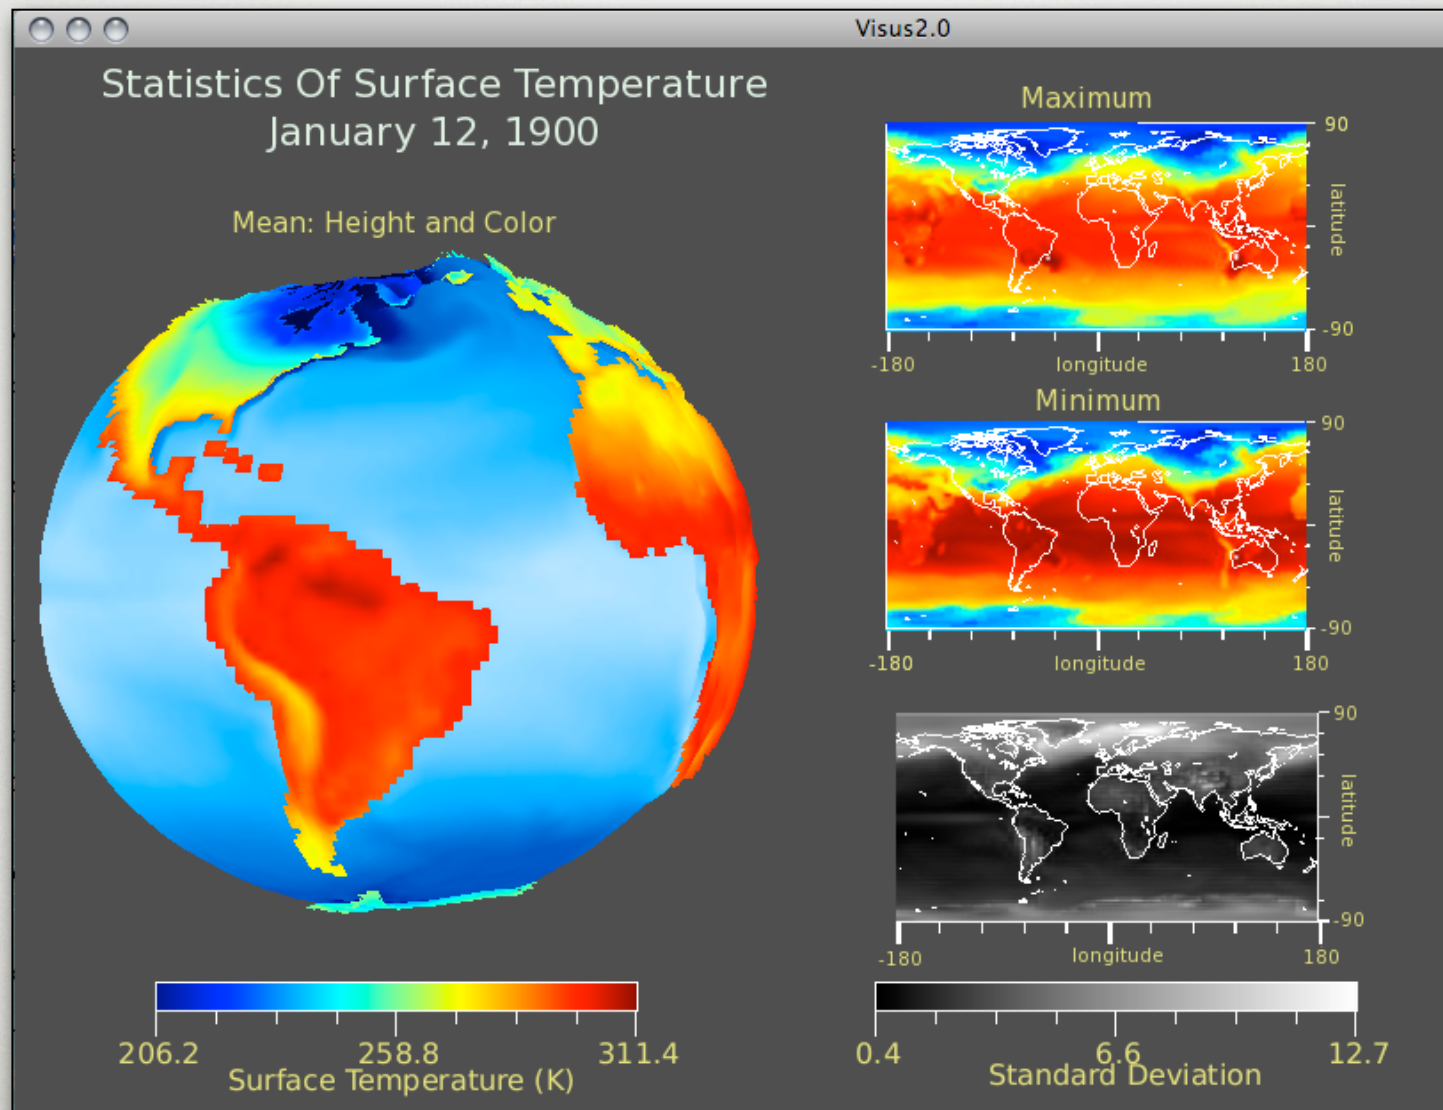 Visus2.0
Statistics Of Surface Temperature
January 12, 1900
Mean: Height and Color
Maximum
90
latitude
-90
-180
longitude
180
Minimum
90
latitude
-90
-180
longitude
180
90
latitude
-90
-180
longitude
180
206.2
258.8
311.4
Surface Temperature (K)
0.4
6.6
12.7
Standard Deviation